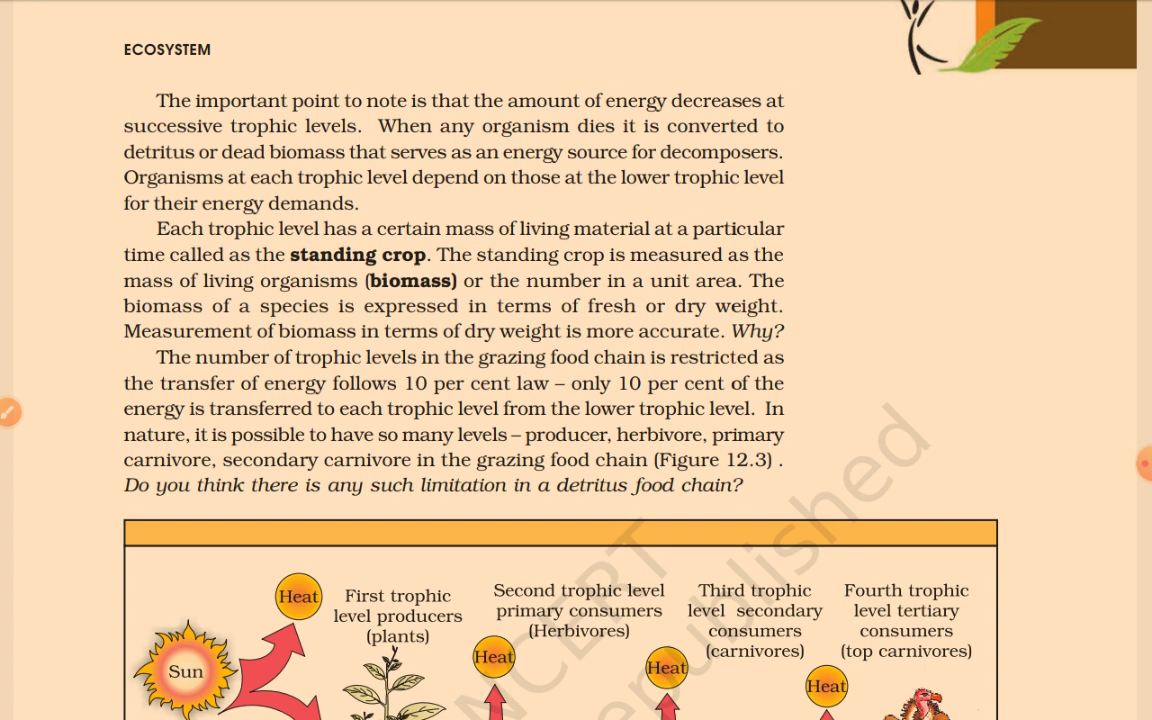 ECOSYSTEM
The important point to note is that the amount of energy decreases at
successive trophic levels. When any organism dies it is converted to
detritus or dead biomass that serves as an energy source for decomposers.
Organisms at each trophic level depend on those at the lower trophic level
for their energy demands.
Each trophic level has a certain mass of living material at a particular
time called as the standing crop. The standing crop is measured as the
mass of living organisms (biomass) or the number in a unit area. The
biomass of a species is expressed in terms of fresh or dry weight.
Measurement of biomass in terms of dry weight is more accurate. Why?
The number of trophic levels in the grazing food chain is restricted as
the transfer of energy follows 10 per cent law – only 10 per cent of the
energy is transferred to each trophic level from the lower trophic level. In
nature, it is possible to have so many levels – producer, herbivore, primary
carnivore, secondary carnivore in the grazing food chain (Figure 12.3) .
Do you think there is any such limitation in a detritus food chain?
Heat
First trophic
level producers
(plants)
Second trophic level
primary consumers
(Herbivores)
Third trophic
level secondary
consumers
(carnivores)
Fourth trophic
level tertiary
consumers
(top carnivores)
Sun
Heat
Heat
Heat
NCERT
republished